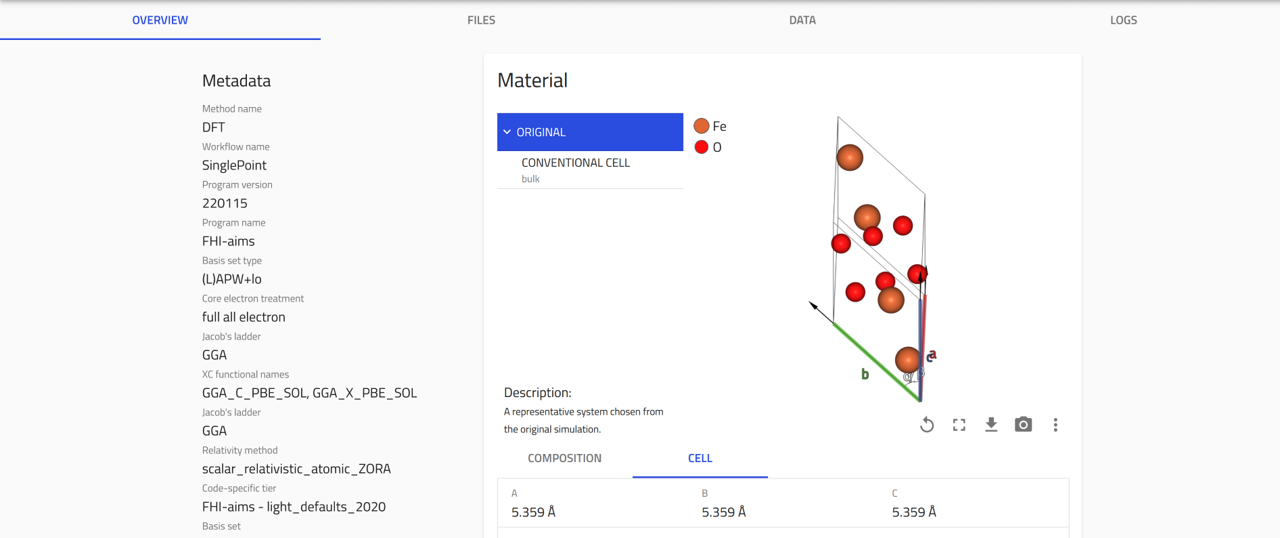 OVERVIEW
FILES
DATA
LOGS
Metadata
Method name
DFT
Workflow name
SinglePoint
Program version
220115
Program name
FHI-aims
Basis set type
(L)APW+lo
Core electron treatment
full all electron
Jacob's ladder
GGA
XC functional names
GGA_C_PBE_SOL, GGA_X_PBE_SOL
Jacob's ladder
GGA
Relativity method
scalar_relativistic_atomic_ZORA
Code-specific tier
FHI-aims - light_defaults_2020
Basis set
Material
ORIGINAL
CONVENTIONAL CELL
bulk
Fe
O
b
c
a
Description:
A representative system chosen from
the original simulation.
COMPOSITION
CELL
A
B
C
5.359 Å
5.359 Å
5.359 Å